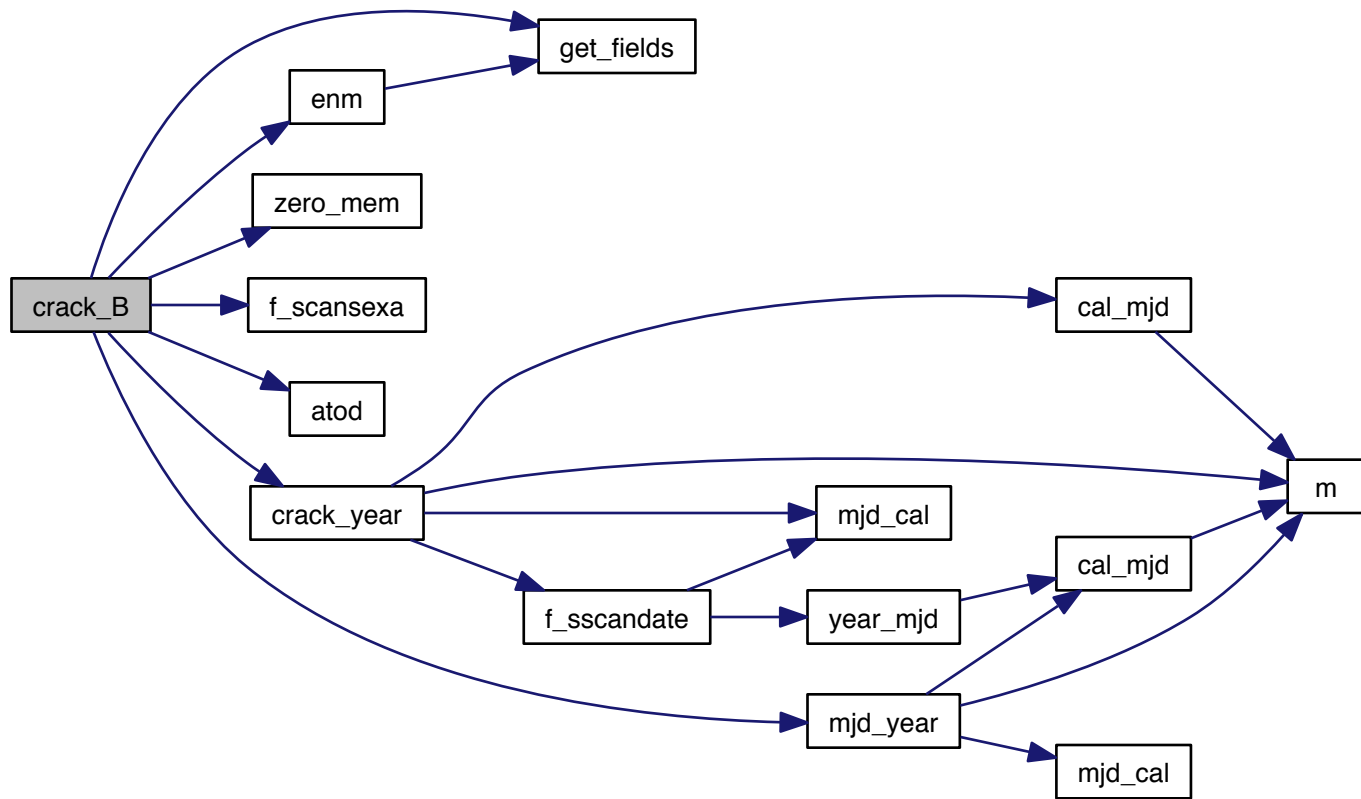 get_fields
enm
zero_mem
crack_B
f_scansexa
cal_mjd
atod
crack_year
mjd_cal
m
cal_mjd
f_sscandate
year_mjd
mjd_year
mjd_cal